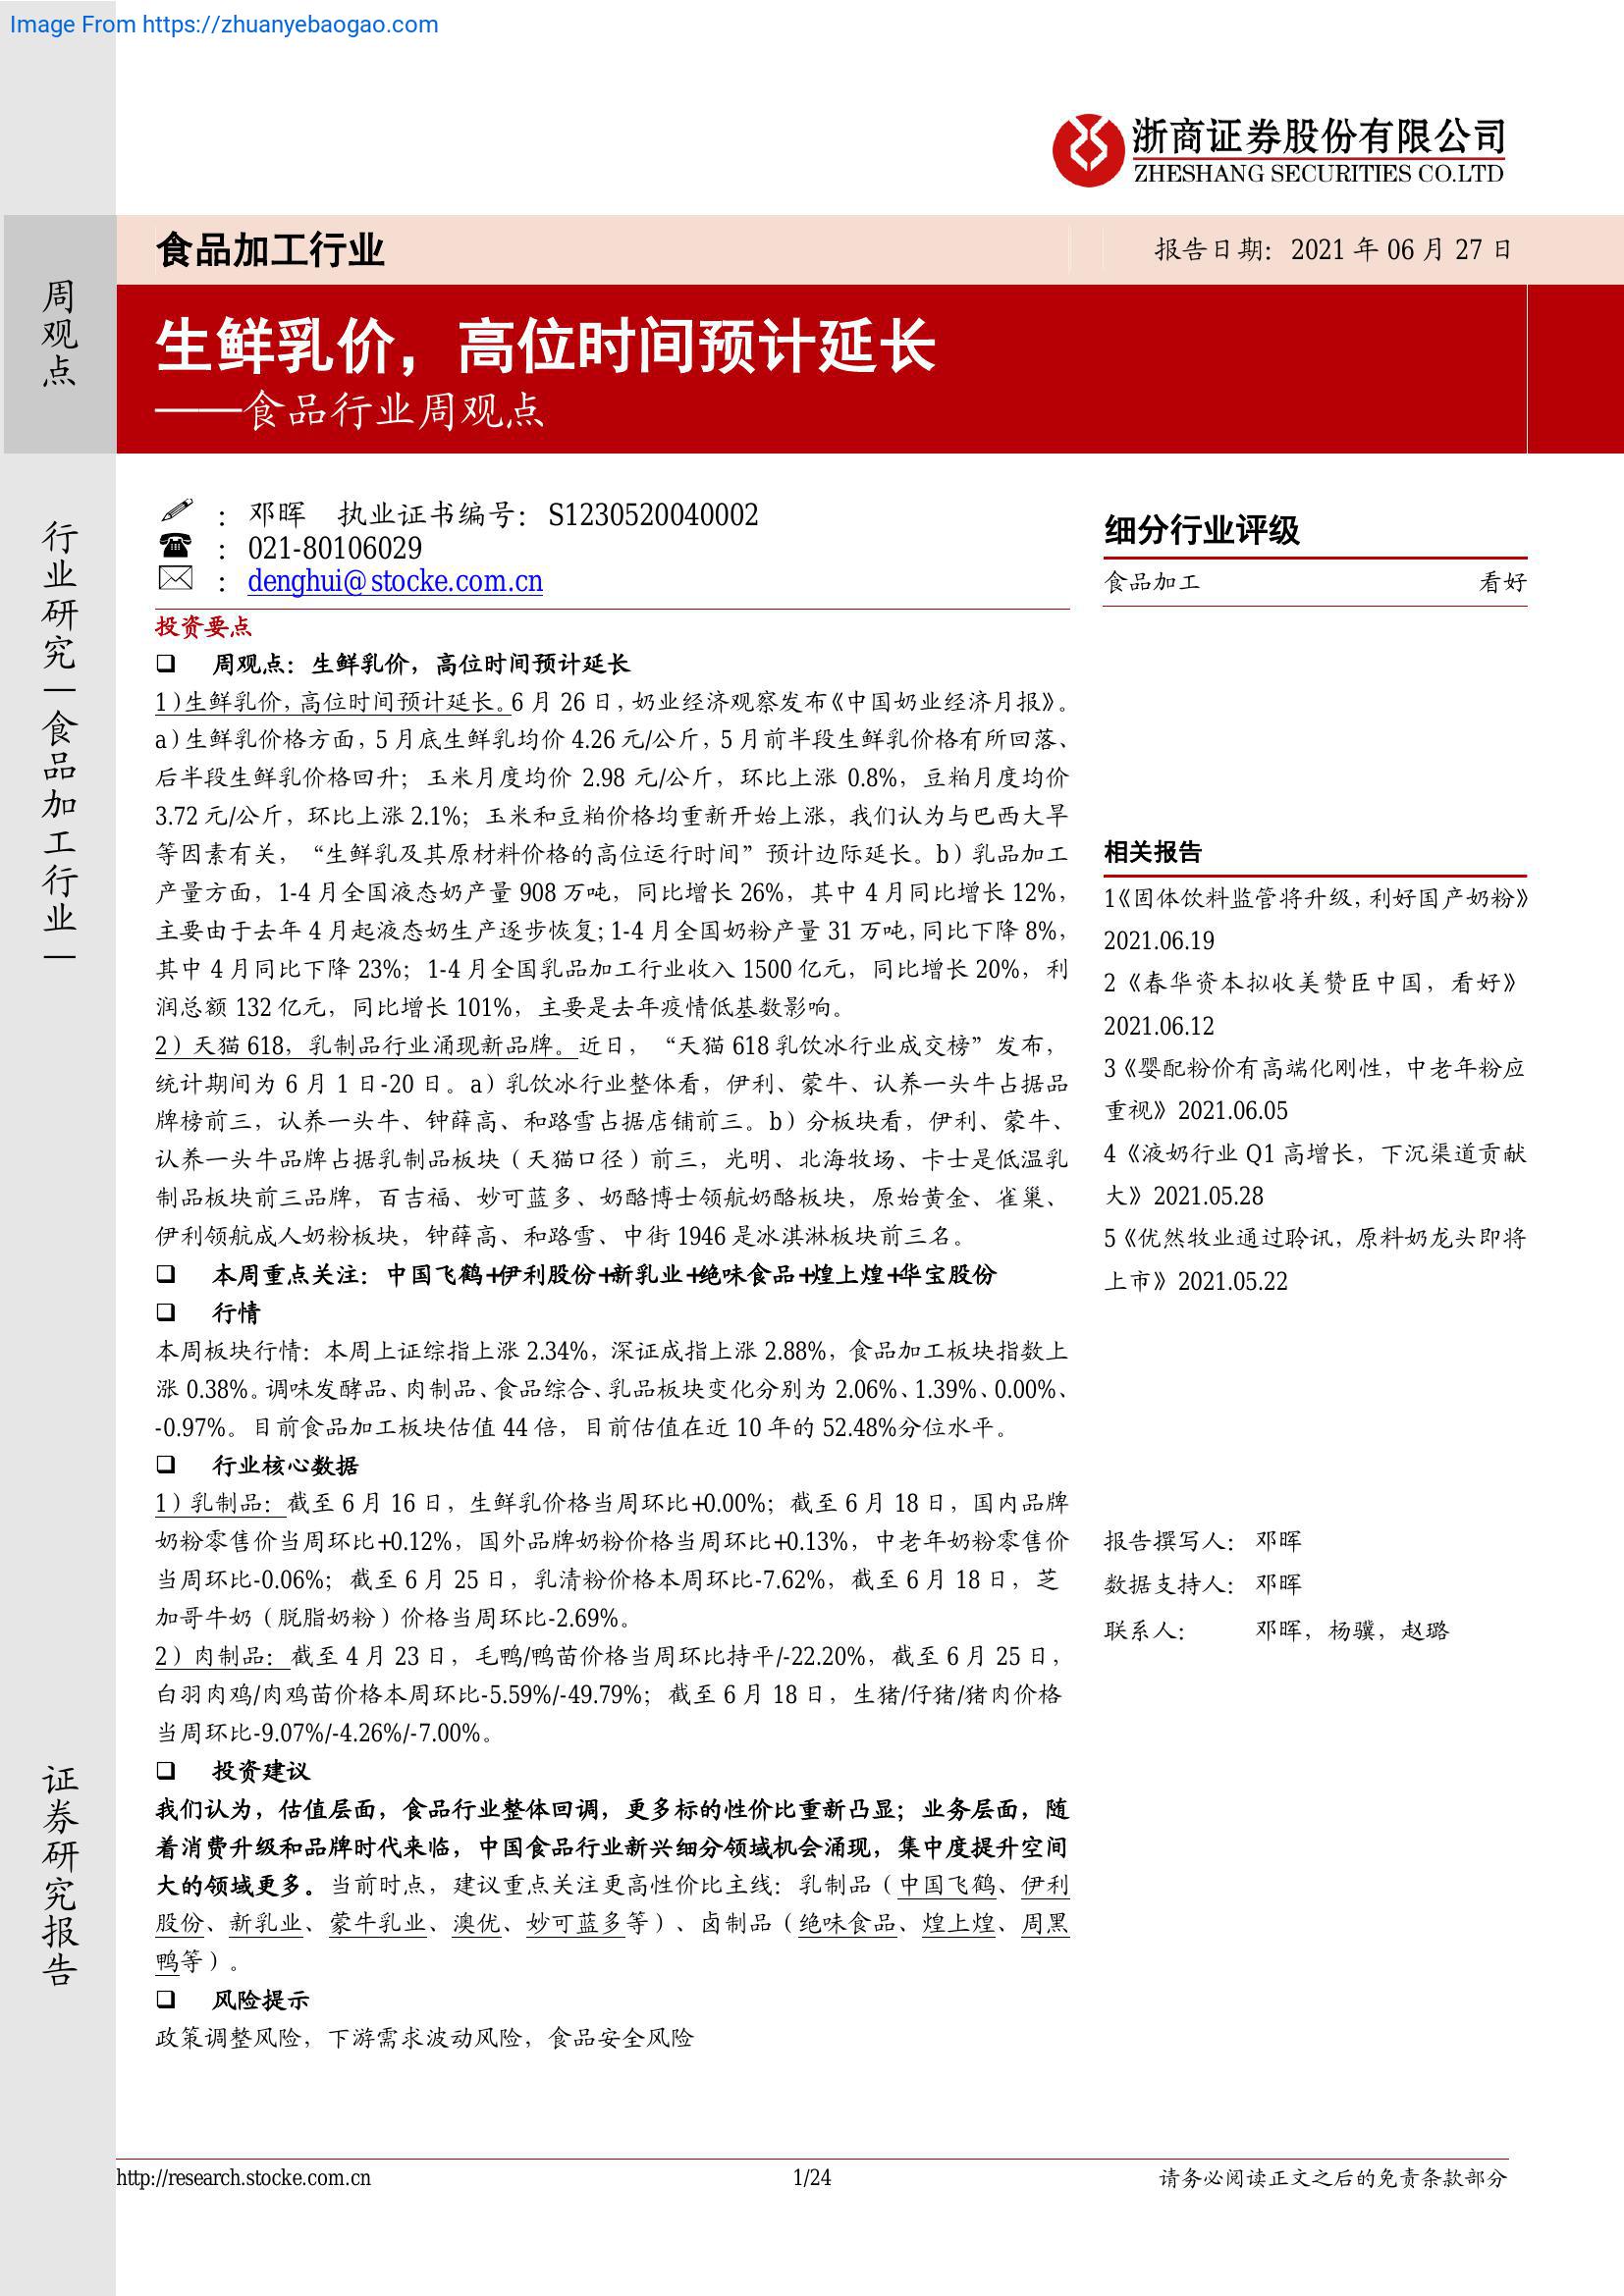 Image From https://zhuanyebaogao.com
浙商证券股份有限公司
ZHESHANG SECURITIES CO.LTD
食品加工行业
报告日期：2021 年 06 月 27 日
周观点
生鲜乳价，高位时间预计延长
——食品行业周观点
行业研究｜食品加工行业｜
证券研究报告
： 邓晖 执业证书编号：S1230520040002
： 021-80106029
： denghui@stocke.com.cn
投资要点
❑ 周观点：生鲜乳价，高位时间预计延长
1）生鲜乳价，高位时间预计延长。6 月 26 日，奶业经济观察发布《中国奶业经济月报》。
a）生鲜乳价格方面，5 月底生鲜乳均价 4.26 元/公斤，5 月前半段生鲜乳价格有所回落、
后半段生鲜乳价格回升；玉米月度均价 2.98 元/公斤，环比上涨 0.8%，豆粕月度均价
3.72 元/公斤，环比上涨 2.1%；玉米和豆粕价格均重新开始上涨，我们认为与巴西大旱
等因素有关，“生鲜乳及其原材料价格的高位运行时间”预计边际延长。b）乳品加工
产量方面，1-4 月全国液态奶产量 908 万吨，同比增长 26%，其中 4 月同比增长 12%，
主要由于去年 4 月起液态奶生产逐步恢复；1-4 月全国奶粉产量 31 万吨，同比下降 8%，
其中 4 月同比下降 23%；1-4 月全国乳品加工行业收入 1500 亿元，同比增长 20%，利
润总额 132 亿元，同比增长 101%，主要是去年疫情低基数影响。
2）天猫 618，乳制品行业涌现新品牌。近日，“天猫 618 乳饮冰行业成交榜”发布，
统计期间为 6 月 1 日-20 日。a）乳饮冰行业整体看，伊利、蒙牛、认养一头牛占据品
牌榜前三，认养一头牛、钟薛高、和路雪占据店铺前三。b）分板块看，伊利、蒙牛、
认养一头牛品牌占据乳制品板块（天猫口径）前三，光明、北海牧场、卡士是低温乳
制品板块前三品牌，百吉福、妙可蓝多、奶酪博士领航奶酪板块，原始黄金、雀巢、
伊利领航成人奶粉板块，钟薛高、和路雪、中街 1946 是冰淇淋板块前三名。
❑ 本周重点关注：中国飞鹤+伊利股份+新乳业+绝味食品+煌上煌+华宝股份
❑ 行情
本周板块行情：本周上证综指上涨 2.34%，深证成指上涨 2.88%，食品加工板块指数上
涨 0.38%。调味发酵品、肉制品、食品综合、乳品板块变化分别为 2.06%、1.39%、0.00%、
-0.97%。目前食品加工板块估值 44 倍，目前估值在近 10 年的 52.48%分位水平。
❑ 行业核心数据
1）乳制品：截至 6 月 16 日，生鲜乳价格当周环比+0.00%；截至 6 月 18 日，国内品牌
奶粉零售价当周环比+0.12%，国外品牌奶粉价格当周环比+0.13%，中老年奶粉零售价
当周环比-0.06%；截至 6 月 25 日，乳清粉价格本周环比-7.62%，截至 6 月 18 日，芝
加哥牛奶（脱脂奶粉）价格当周环比-2.69%。
2）肉制品：截至 4 月 23 日，毛鸭/鸭苗价格当周环比持平/-22.20%，截至 6 月 25 日，
白羽肉鸡/肉鸡苗价格本周环比-5.59%/-49.79%；截至 6 月 18 日，生猪/仔猪/猪肉价格
当周环比-9.07%/-4.26%/-7.00%。
❑ 投资建议
我们认为，估值层面，食品行业整体回调，更多标的性价比重新凸显；业务层面，随
着消费升级和品牌时代来临，中国食品行业新兴细分领域机会涌现，集中度提升空间
大的领域更多。当前时点，建议重点关注更高性价比主线：乳制品（中国飞鹤、伊利
股份、新乳业、蒙牛乳业、澳优、妙可蓝多等）、卤制品（绝味食品、煌上煌、周黑
鸭等）。
❑ 风险提示
政策调整风险，下游需求波动风险，食品安全风险
细分行业评级
食品加工 看好
相关报告
1《固体饮料监管将升级，利好国产奶粉》
2021.06.19
2《春华资本拟收美赞臣中国，看好》
2021.06.12
3《婴配粉价有高端化刚性，中老年粉应
重视》2021.06.05
4《液奶行业 Q1 高增长，下沉渠道贡献
大》2021.05.28
5《优然牧业通过聆讯，原料奶龙头即将
上市》2021.05.22
报告撰写人： 邓晖
数据支持人： 邓晖
联系人： 邓晖，杨骥，赵璐
http://research.stocke.com.cn
1/24
请务必阅读正文之后的免责条款部分